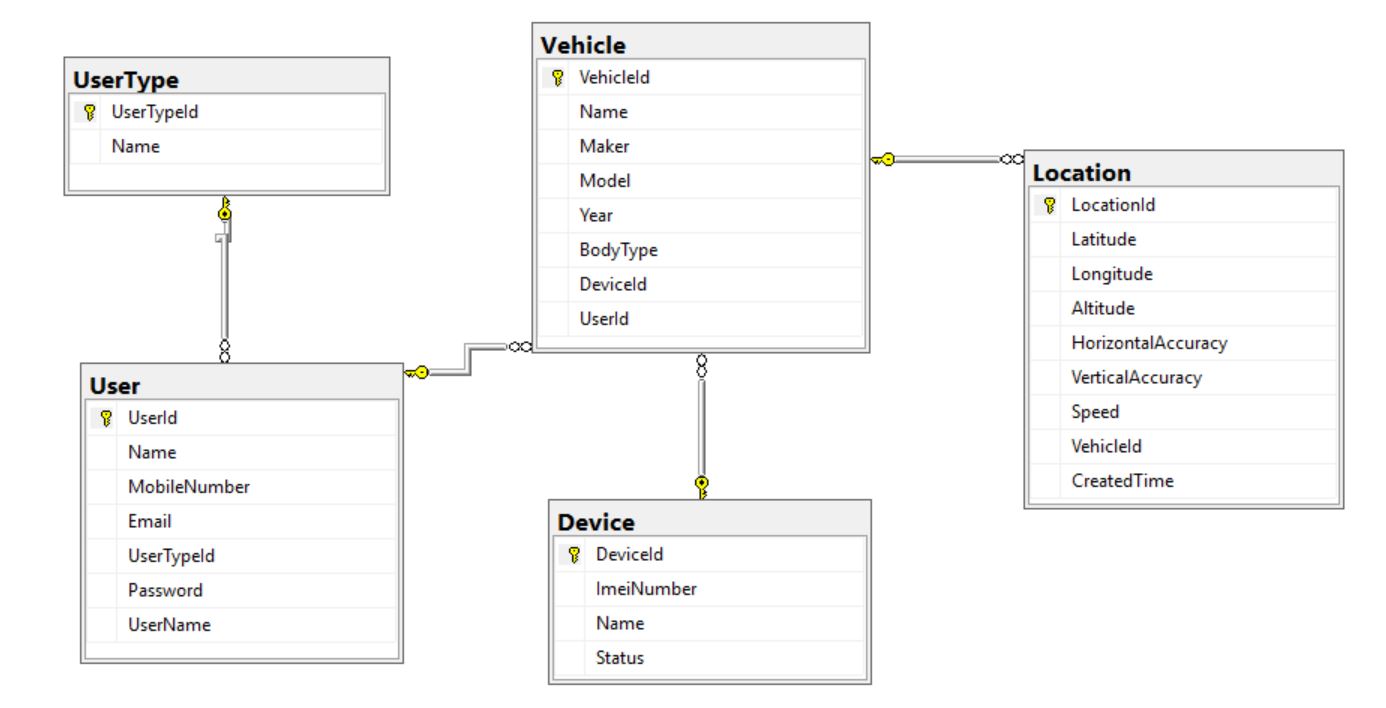 UserType
UserTypeId
Name
Vehicle
VehicleId
Name
Maker
Model
Year
BodyType
DeviceId
UserId
Location
LocationId
Latitude
Longitude
Altitude
HorizontalAccuracy
VerticalAccuracy
Speed
VehicleId
CreatedTime
User
UserId
Name
MobileNumber
Email
UserTypeId
Password
UserName
Device
DeviceId
ImeiNumber
Name
Status